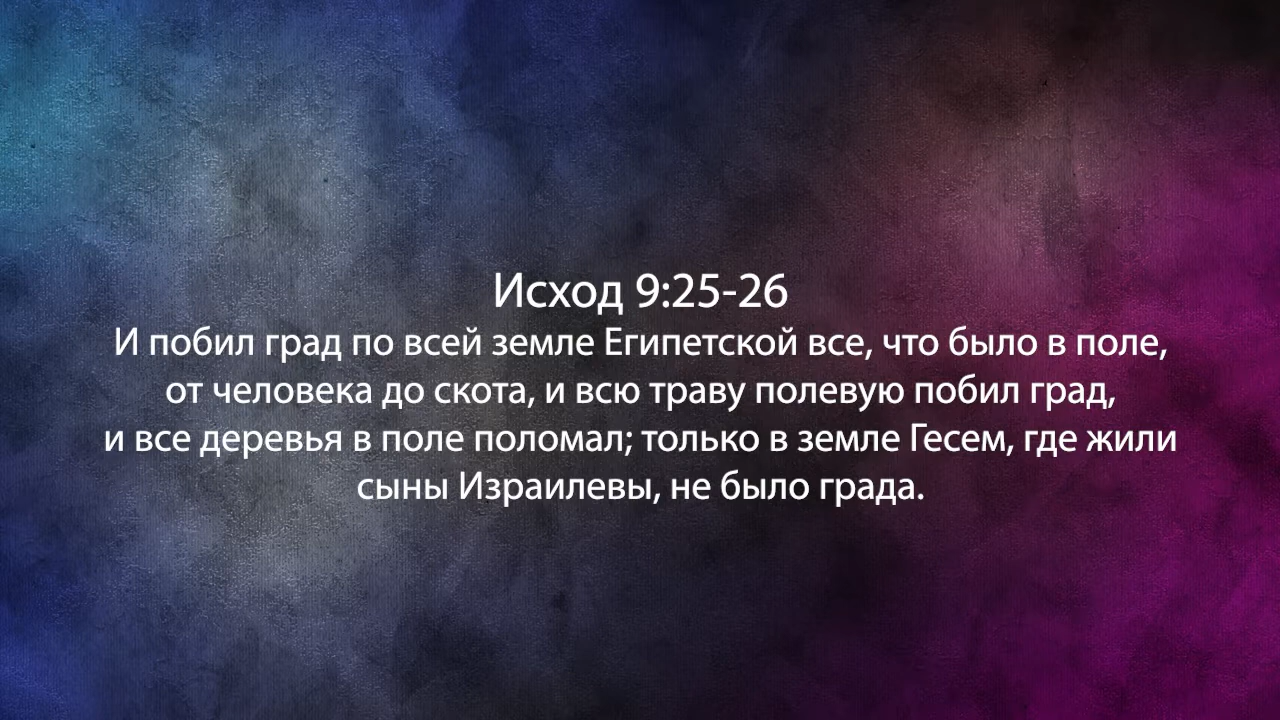 Исход 9:25-26
И побил град по всей земле Египетской все, что было в поле,
от человека до скота, и всю траву полевую побил град,
и все деревья в поле поломал; только в земле Гесем, где жили
сыны Израилевы, не было града.